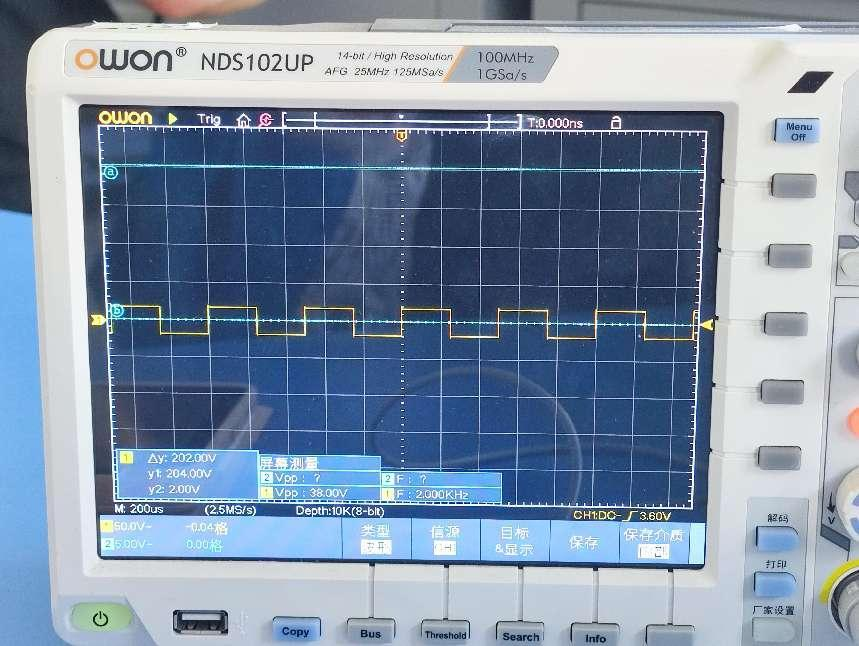 OWON® NDS102UP 14-bit / High Resolution 100MHz
AFG 25MHz 125MSa/s 1GSa/s
OWON Trig T:0.000ns
Menu
Off
a
b
1 Δy: 202.00V
y1: 204.00V
y2: 2.00V
屏幕测量
2 Vpp : ? 2 F : ?
1 Vpp : 38.00V 1 F : 2.000KHz
M: 200us (2.5MS/s) Depth:10K(8-bit) CH1:DC- 3.60V
1 50.0V~ -0.04格
2 5.00V~ 0.00格
类型
波形
信源
目标
&显示
保存
保存介质
解码
打印
厂家设置
Copy
Bus
Threshold
Search
Info
V